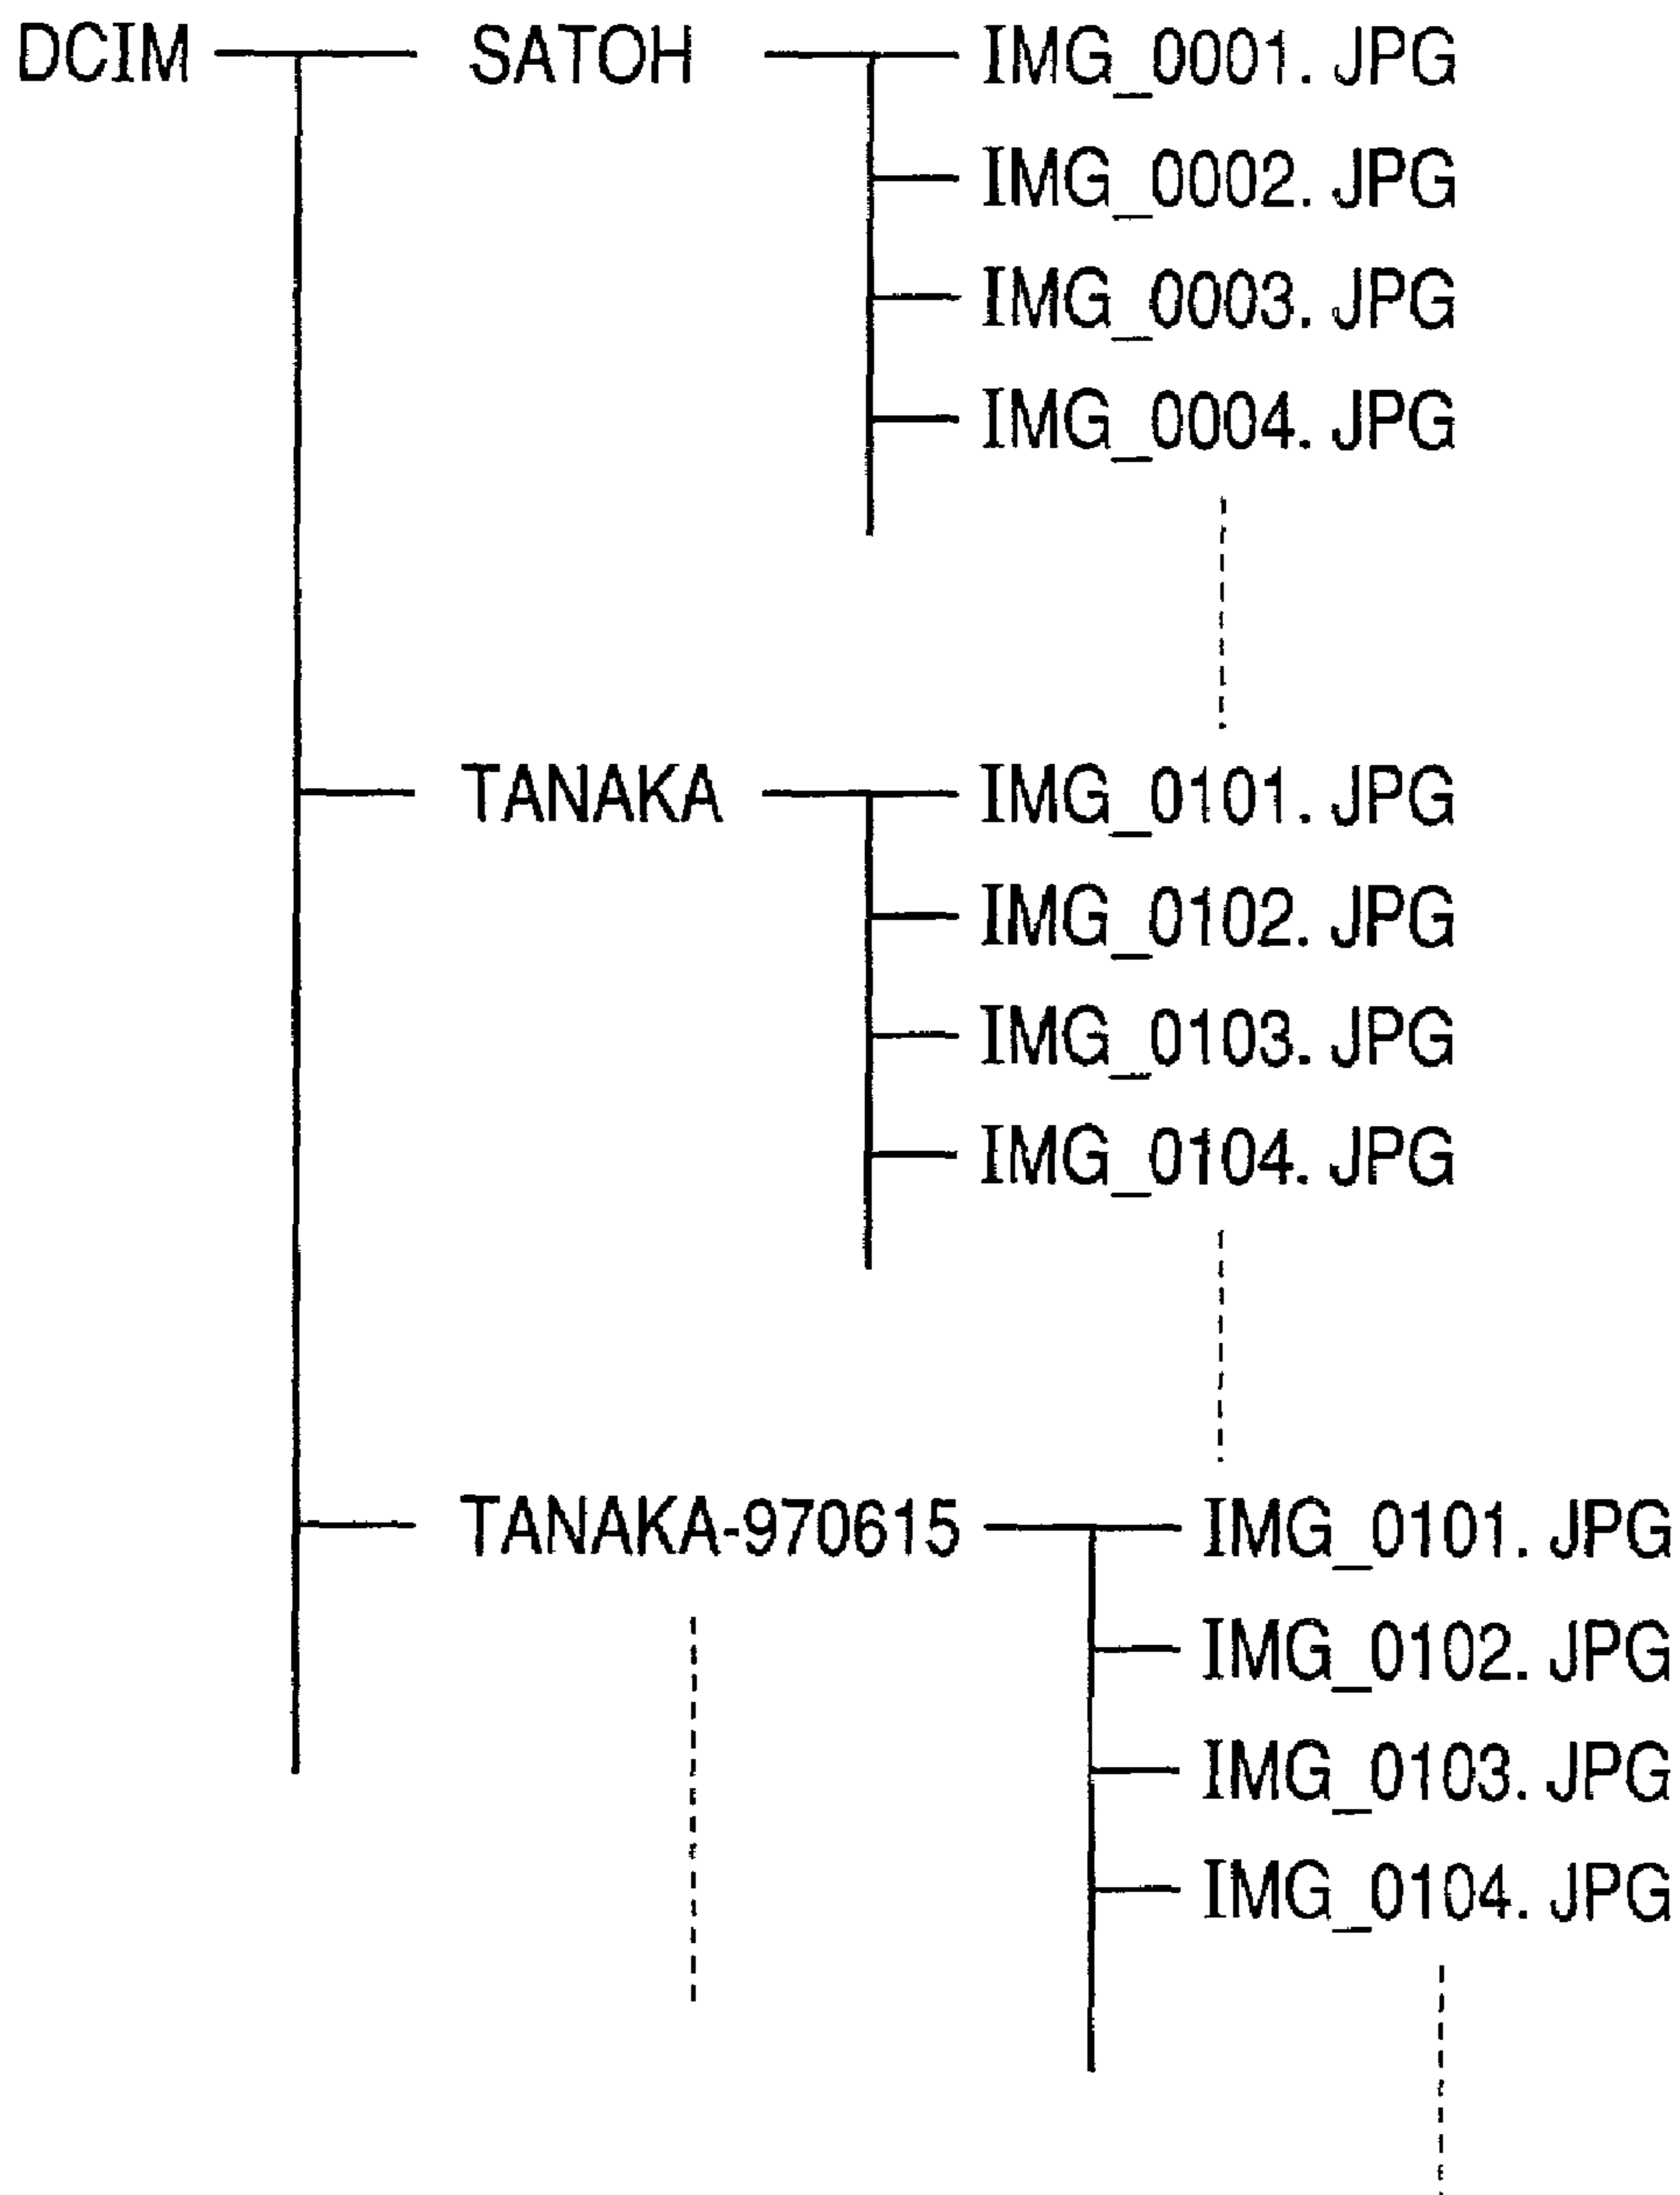 DCIM SATOH IMG_0001. JPG
IMG_0002. JPG
IMG_0003. JPG
IMG_0004. JPG
TANAKA IMG_0101. JPG
IMG_0102. JPG
IMG_0103. JPG
IMG_0104. JPG
TANAKA-970615 IMG_0101. JPG
IMG_0102. JPG
IMG_0103. JPG
IMG_0104. JPG